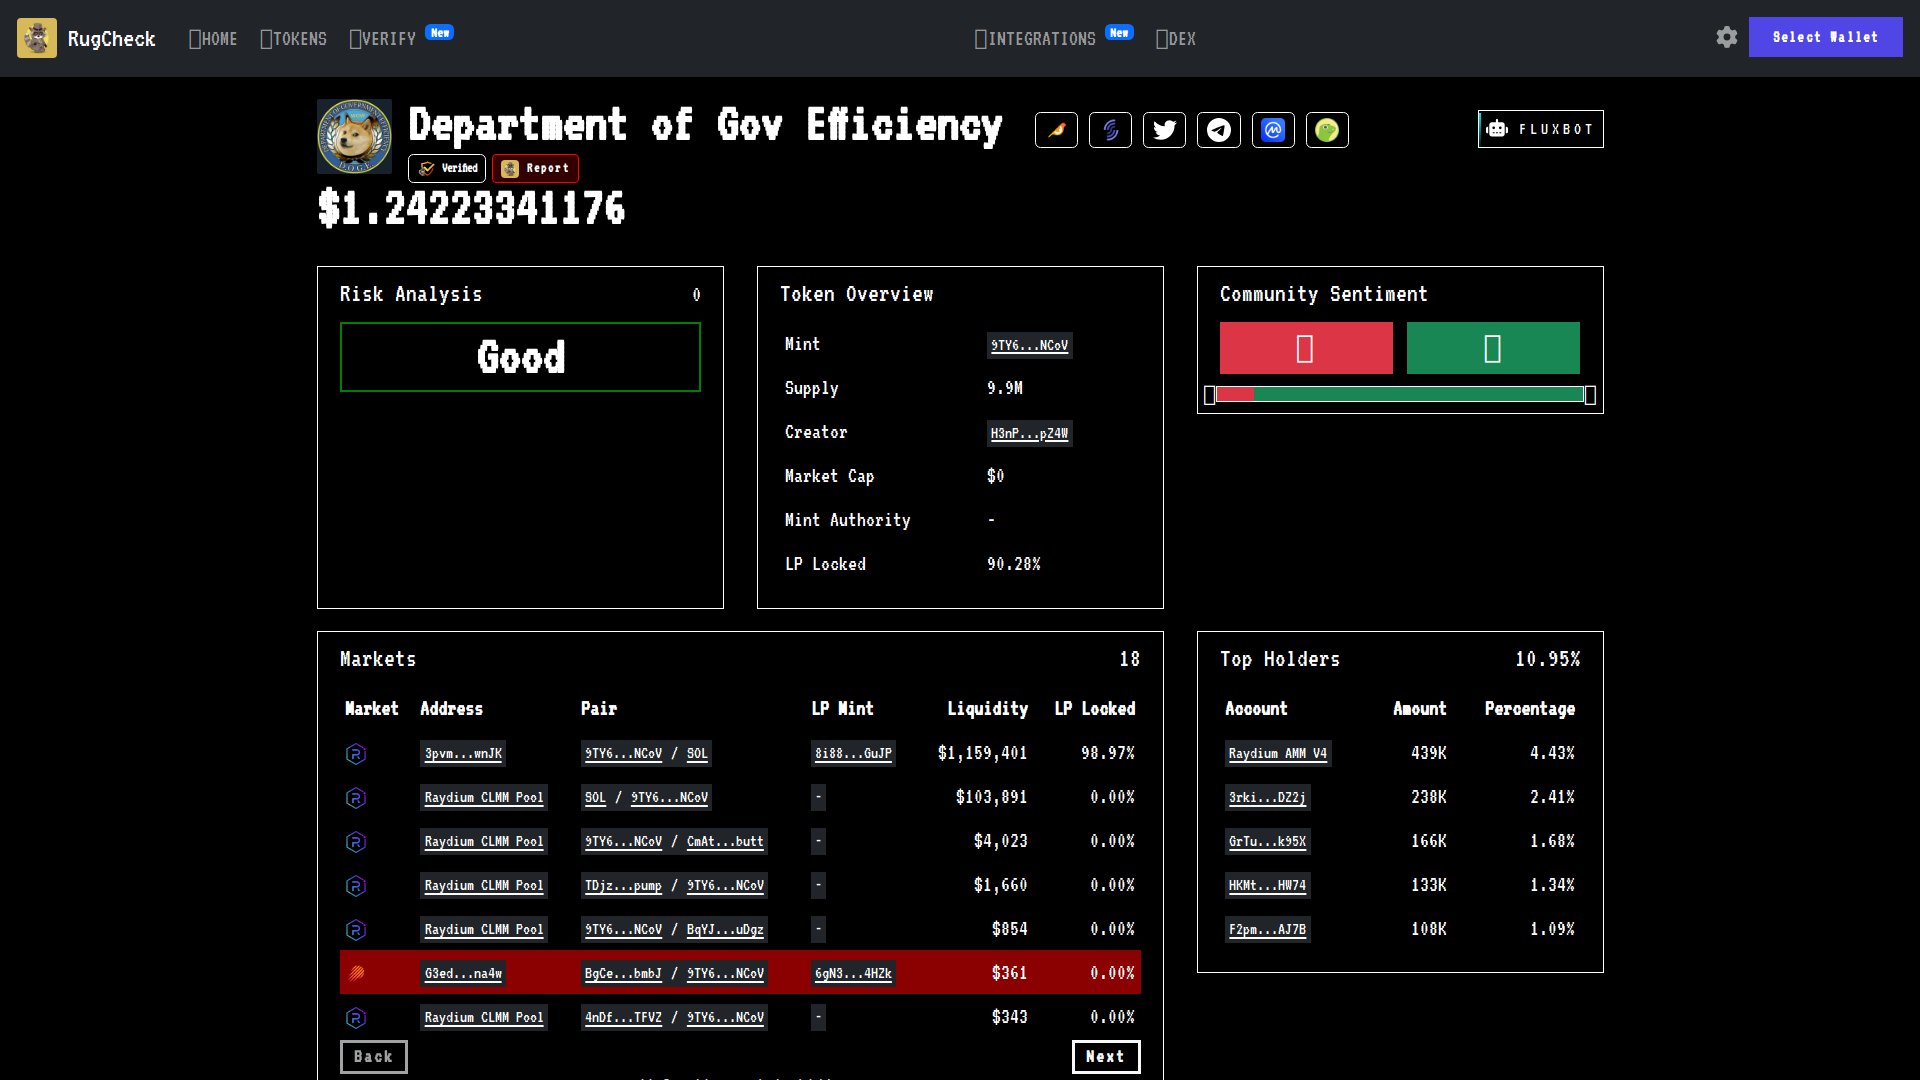 RugCheck HOME TOKENS VERIFY New INTEGRATIONS New DEX Select Wallet
Department of Gov Efficiency FLUXBOT
Verified Report
$1.24223341176
Risk Analysis 0
Good
Token Overview
Mint 9TY6...NCoV
Supply 9.9M
Creator H3nP...pZ4W
Market Cap $0
Mint Authority -
LP Locked 90.28%
Community Sentiment
Markets 18
Market Address Pair LP Mint Liquidity LP Locked
3pvm...wnJK 9TY6...NCoV / SOL 8i88...GuJP $1,159,401 98.97%
Raydium CLMM Pool SOL / 9TY6...NCoV - $103,891 0.00%
Raydium CLMM Pool 9TY6...NCoV / CmAt...butt - $4,023 0.00%
Raydium CLMM Pool TDjz...pump / 9TY6...NCoV - $1,660 0.00%
Raydium CLMM Pool 9TY6...NCoV / BqYJ...uDgz - $854 0.00%
G3ed...na4w BgCe...bmbJ / 9TY6...NCoV 6gN3...4HZk $361 0.00%
Raydium CLMM Pool 4nDf...TFVZ / 9TY6...NCoV - $343 0.00%
Back Next
Top Holders 10.95%
Account Amount Percentage
Raydium AMM V4 439K 4.43%
3rki...DZ2j 238K 2.41%
GrTu...k95X 166K 1.68%
HKMt...HW74 133K 1.34%
F2pm...AJ7B 108K 1.09%